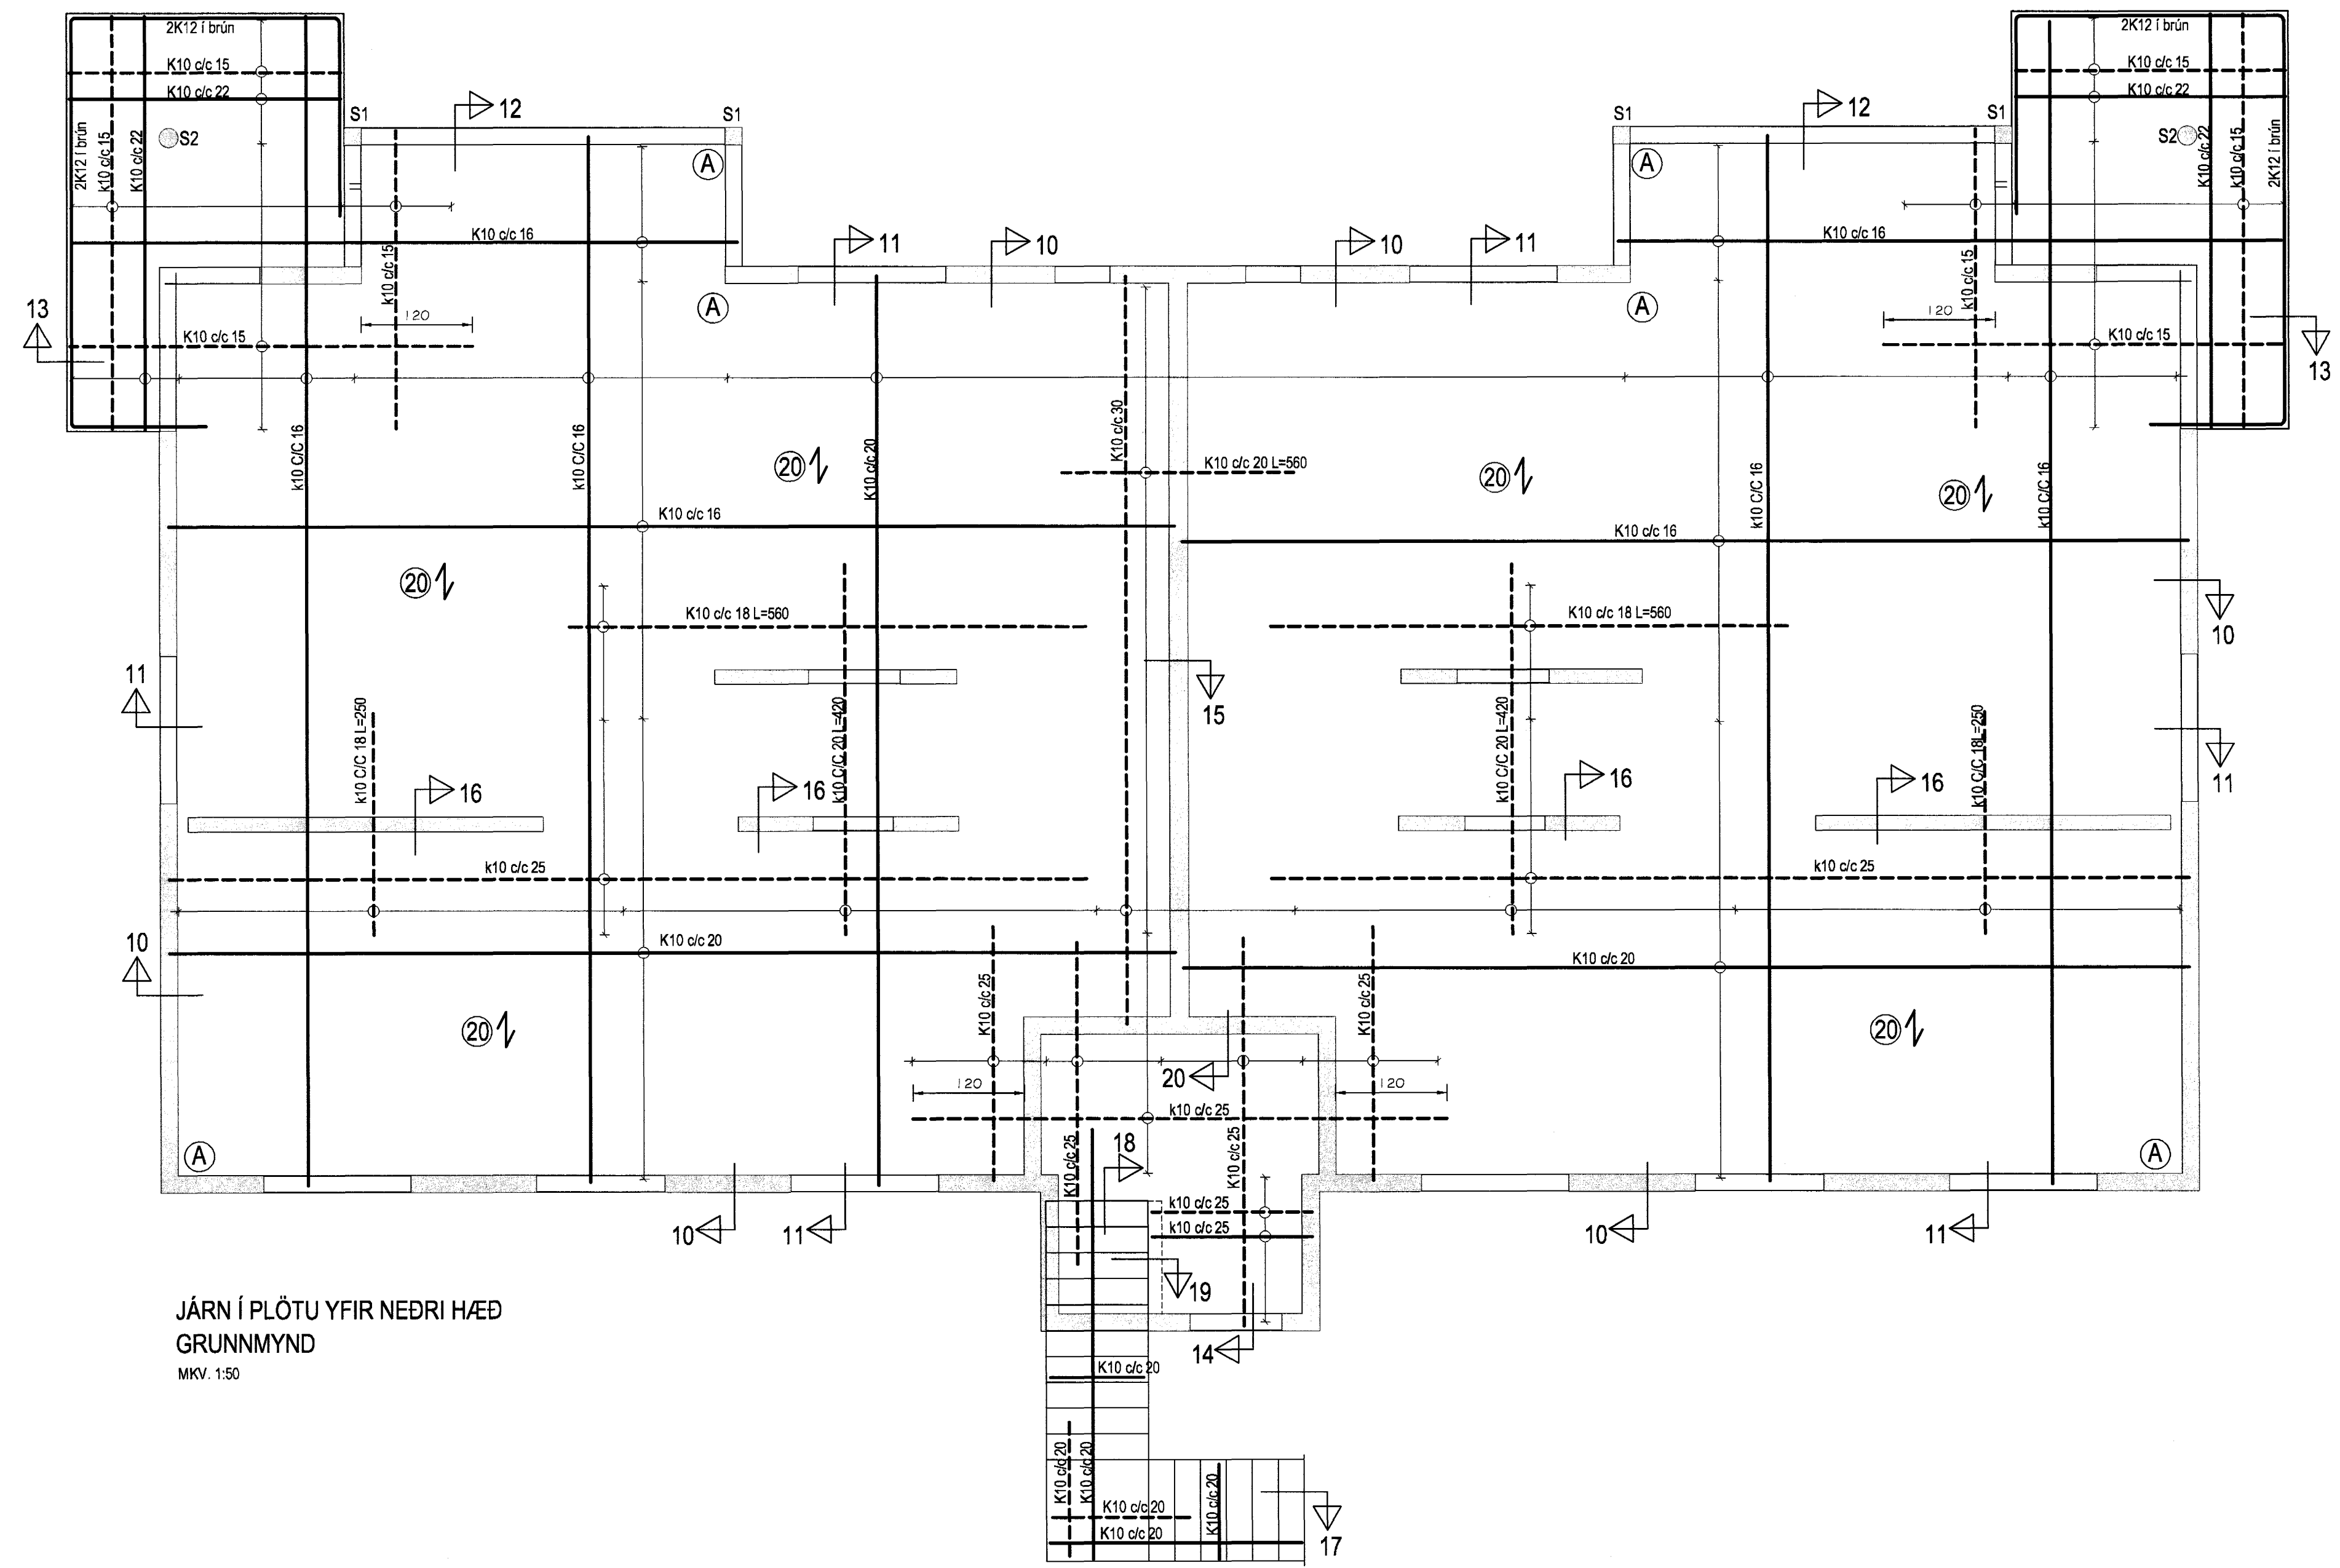 2K12 í brún
2K12 í brún
K10 c/c 15
K10 c/c 15
K10 c/c 22
K10 c/c 22
S1
12
S1
S1
12
S1
S2
S2
2K12 í brún
k10 c/c 15
K10 c/c 22
K10 c/c 22
k10 c/c 15
2K12 í brún
A
A
K10 c/c 16
11
10
10
11
K10 c/c 16
k10 c/c 15
k10 c/c 15
A
A
13
120
120
K10 c/c 15
K10 c/c 15
13
k10 C/C 16
k10 C/C 16
K10 c/c 20
K10 c/c 30
k10 C/C 16
k10 C/C 16
20
K10 c/c 20 L=560
20
20
K10 c/c 16
K10 c/c 16
20
K10 c/c 18 L=560
K10 c/c 18 L=560
10
11
15
k10 C/C 18 L=250
k10 C/C 20 L=420
k10 C/C 20 L=420
k10 C/C 18L=250
16
16
16
16
11
k10 c/c 25
k10 c/c 25
10
K10 c/c 20
K10 c/c 20
K10 c/c 25
K10 c/c 25
20
20
20
120
120
k10 c/c 25
A
18
A
K10 c/c 25
K10 c/c 25
k10 c/c 25
k10 c/c 25
10
11
10
11
19
JÁRN Í PLÖTU YFIR NEÐRI HÆÐ
GRUNNMYND
MKV. 1:50
14
K10 c/c 20
K10 c/c 20
K10 c/c 20
K10 c/c 20
K10 c/c 20
K10 c/c 20
17